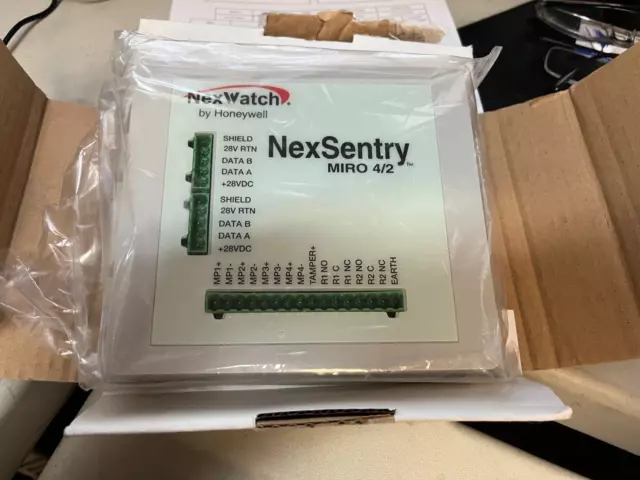 NexWatch
by Honeywell
NexSentry™
MIRO 4/2
SHIELD
28V RTN
DATA B
DATA A
+28VDC
SHIELD
28V RTN
DATA B
DATA A
+28VDC
MP1+
MP1-
MP2+
MP2-
MP3+
MP3-
MP4+
MP4-
TAMPER+
R1 NO
R1 C
R1 NC
R2 NO
R2 C
R2 NC
EARTH